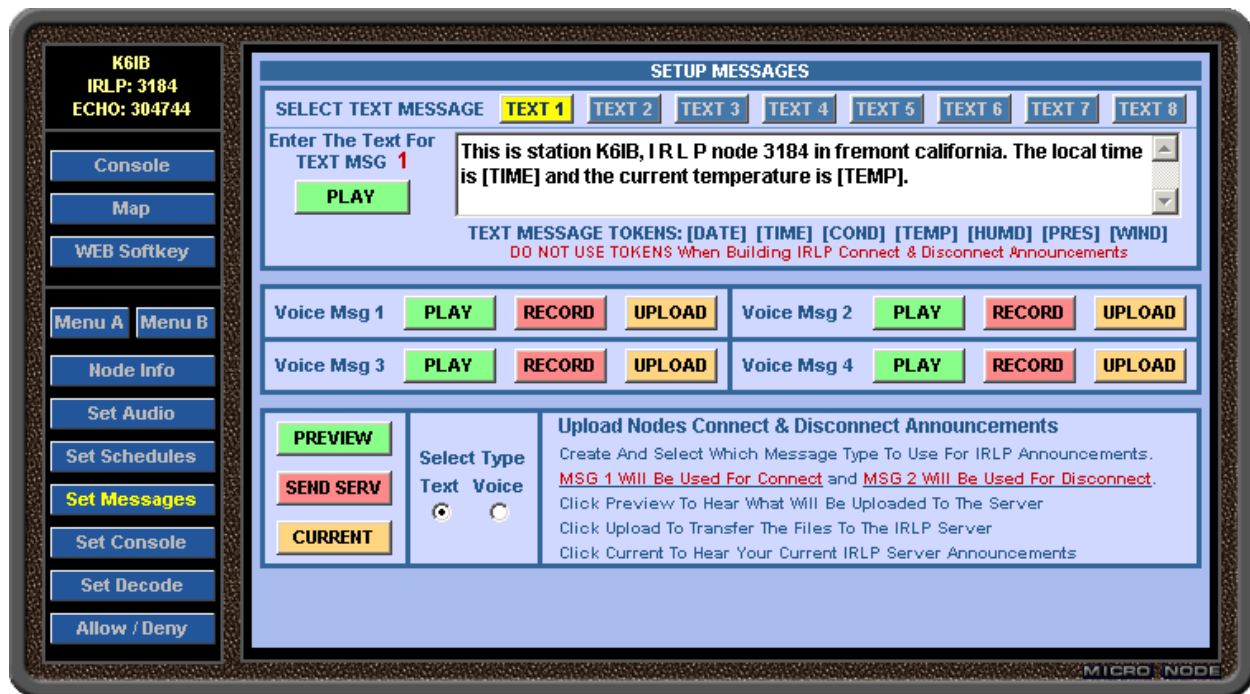 K6IB
IRLP: 3184
ECHO: 304744
Console
Map
WEB Softkey
Menu A Menu B
Node Info
Set Audio
Set Schedules
Set Messages
Set Console
Set Decode
Allow / Deny
SETUP MESSAGES
SELECT TEXT MESSAGE TEXT 1 TEXT 2 TEXT 3 TEXT 4 TEXT 5 TEXT 6 TEXT 7 TEXT 8
Enter The Text For
TEXT MSG 1
PLAY
This is station K6IB, I R L P node 3184 in fremont california. The local time
is [TIME] and the current temperature is [TEMP].
TEXT MESSAGE TOKENS: [DATE] [TIME] [COND] [TEMP] [HUMD] [PRES] [WIND]
DO NOT USE TOKENS When Building IRLP Connect & Disconnect Announcements
Voice Msg 1 PLAY RECORD UPLOAD Voice Msg 2 PLAY RECORD UPLOAD
Voice Msg 3 PLAY RECORD UPLOAD Voice Msg 4 PLAY RECORD UPLOAD
PREVIEW
SEND SERV
CURRENT
Select Type
Text Voice
Upload Nodes Connect & Disconnect Announcements
Create And Select Which Message Type To Use For IRLP Announcements.
MSG 1 Will Be Used For Connect and MSG 2 Will Be Used For Disconnect.
Click Preview To Hear What Will Be Uploaded To The Server
Click Upload To Transfer The Files To The IRLP Server
Click Current To Hear Your Current IRLP Server Announcements
MICRO NODE